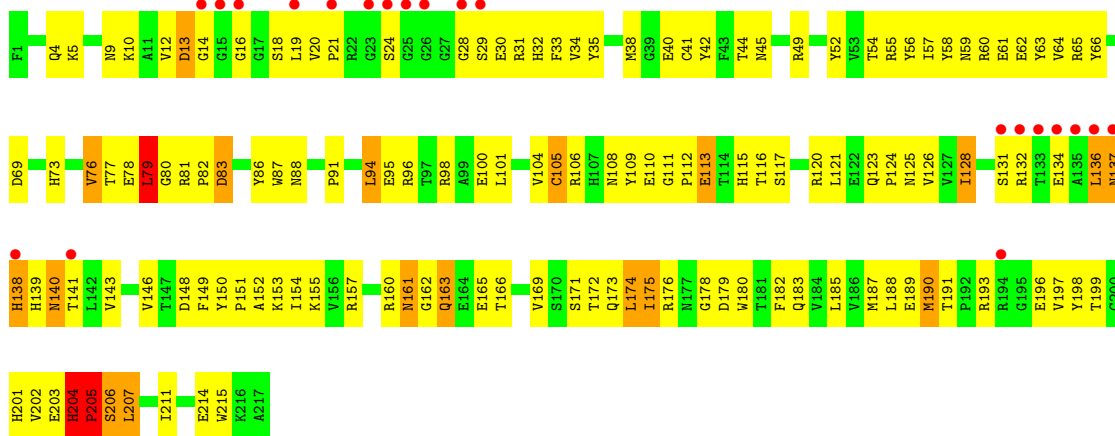 F1 Q4 K5 N9 K10 A11 V12 D13 G14 G15 G16 G17 S18 L19 V20 P21 R22 G23 S24 G25 G26 G27 G28 S29 E30 R31 H32 F33 V34 Y35 M38 G39 E40 C41 Y42 F43 T44 N45 R49 Y52 V53 T54 R55 Y56 I57 Y58 N59 R60 E61 E62 Y63 V64 R65 Y66
D69 H73 V76 T77 E78 L79 G80 R81 P82 D83 Y86 W87 N88 P91 L94 E95 R96 T97 R98 A99 E100 L101 V104 C105 R106 H107 N108 Y109 E110 G111 P112 E113 T114 H115 T116 S117 R120 L121 E122 Q123 P124 N125 V126 V127 I128 S131 R132 T133 E134 A135 L136 N137
H138 H139 N140 T141 L142 V143 V146 T147 D148 F149 Y150 P151 A152 K153 I154 K155 V156 R157 R160 N161 G162 Q163 E164 E165 T166 V169 S170 S171 T172 Q173 L174 I175 R176 N177 G178 D179 W180 T181 F182 Q183 V184 L185 V186 M187 L188 E189 M190 T191 P192 R193 R194 G195 E196 V197 Y198 T199 C200
H201 V202 E203 H204 P205 S206 L207 I211 E214 W215 K216 A217